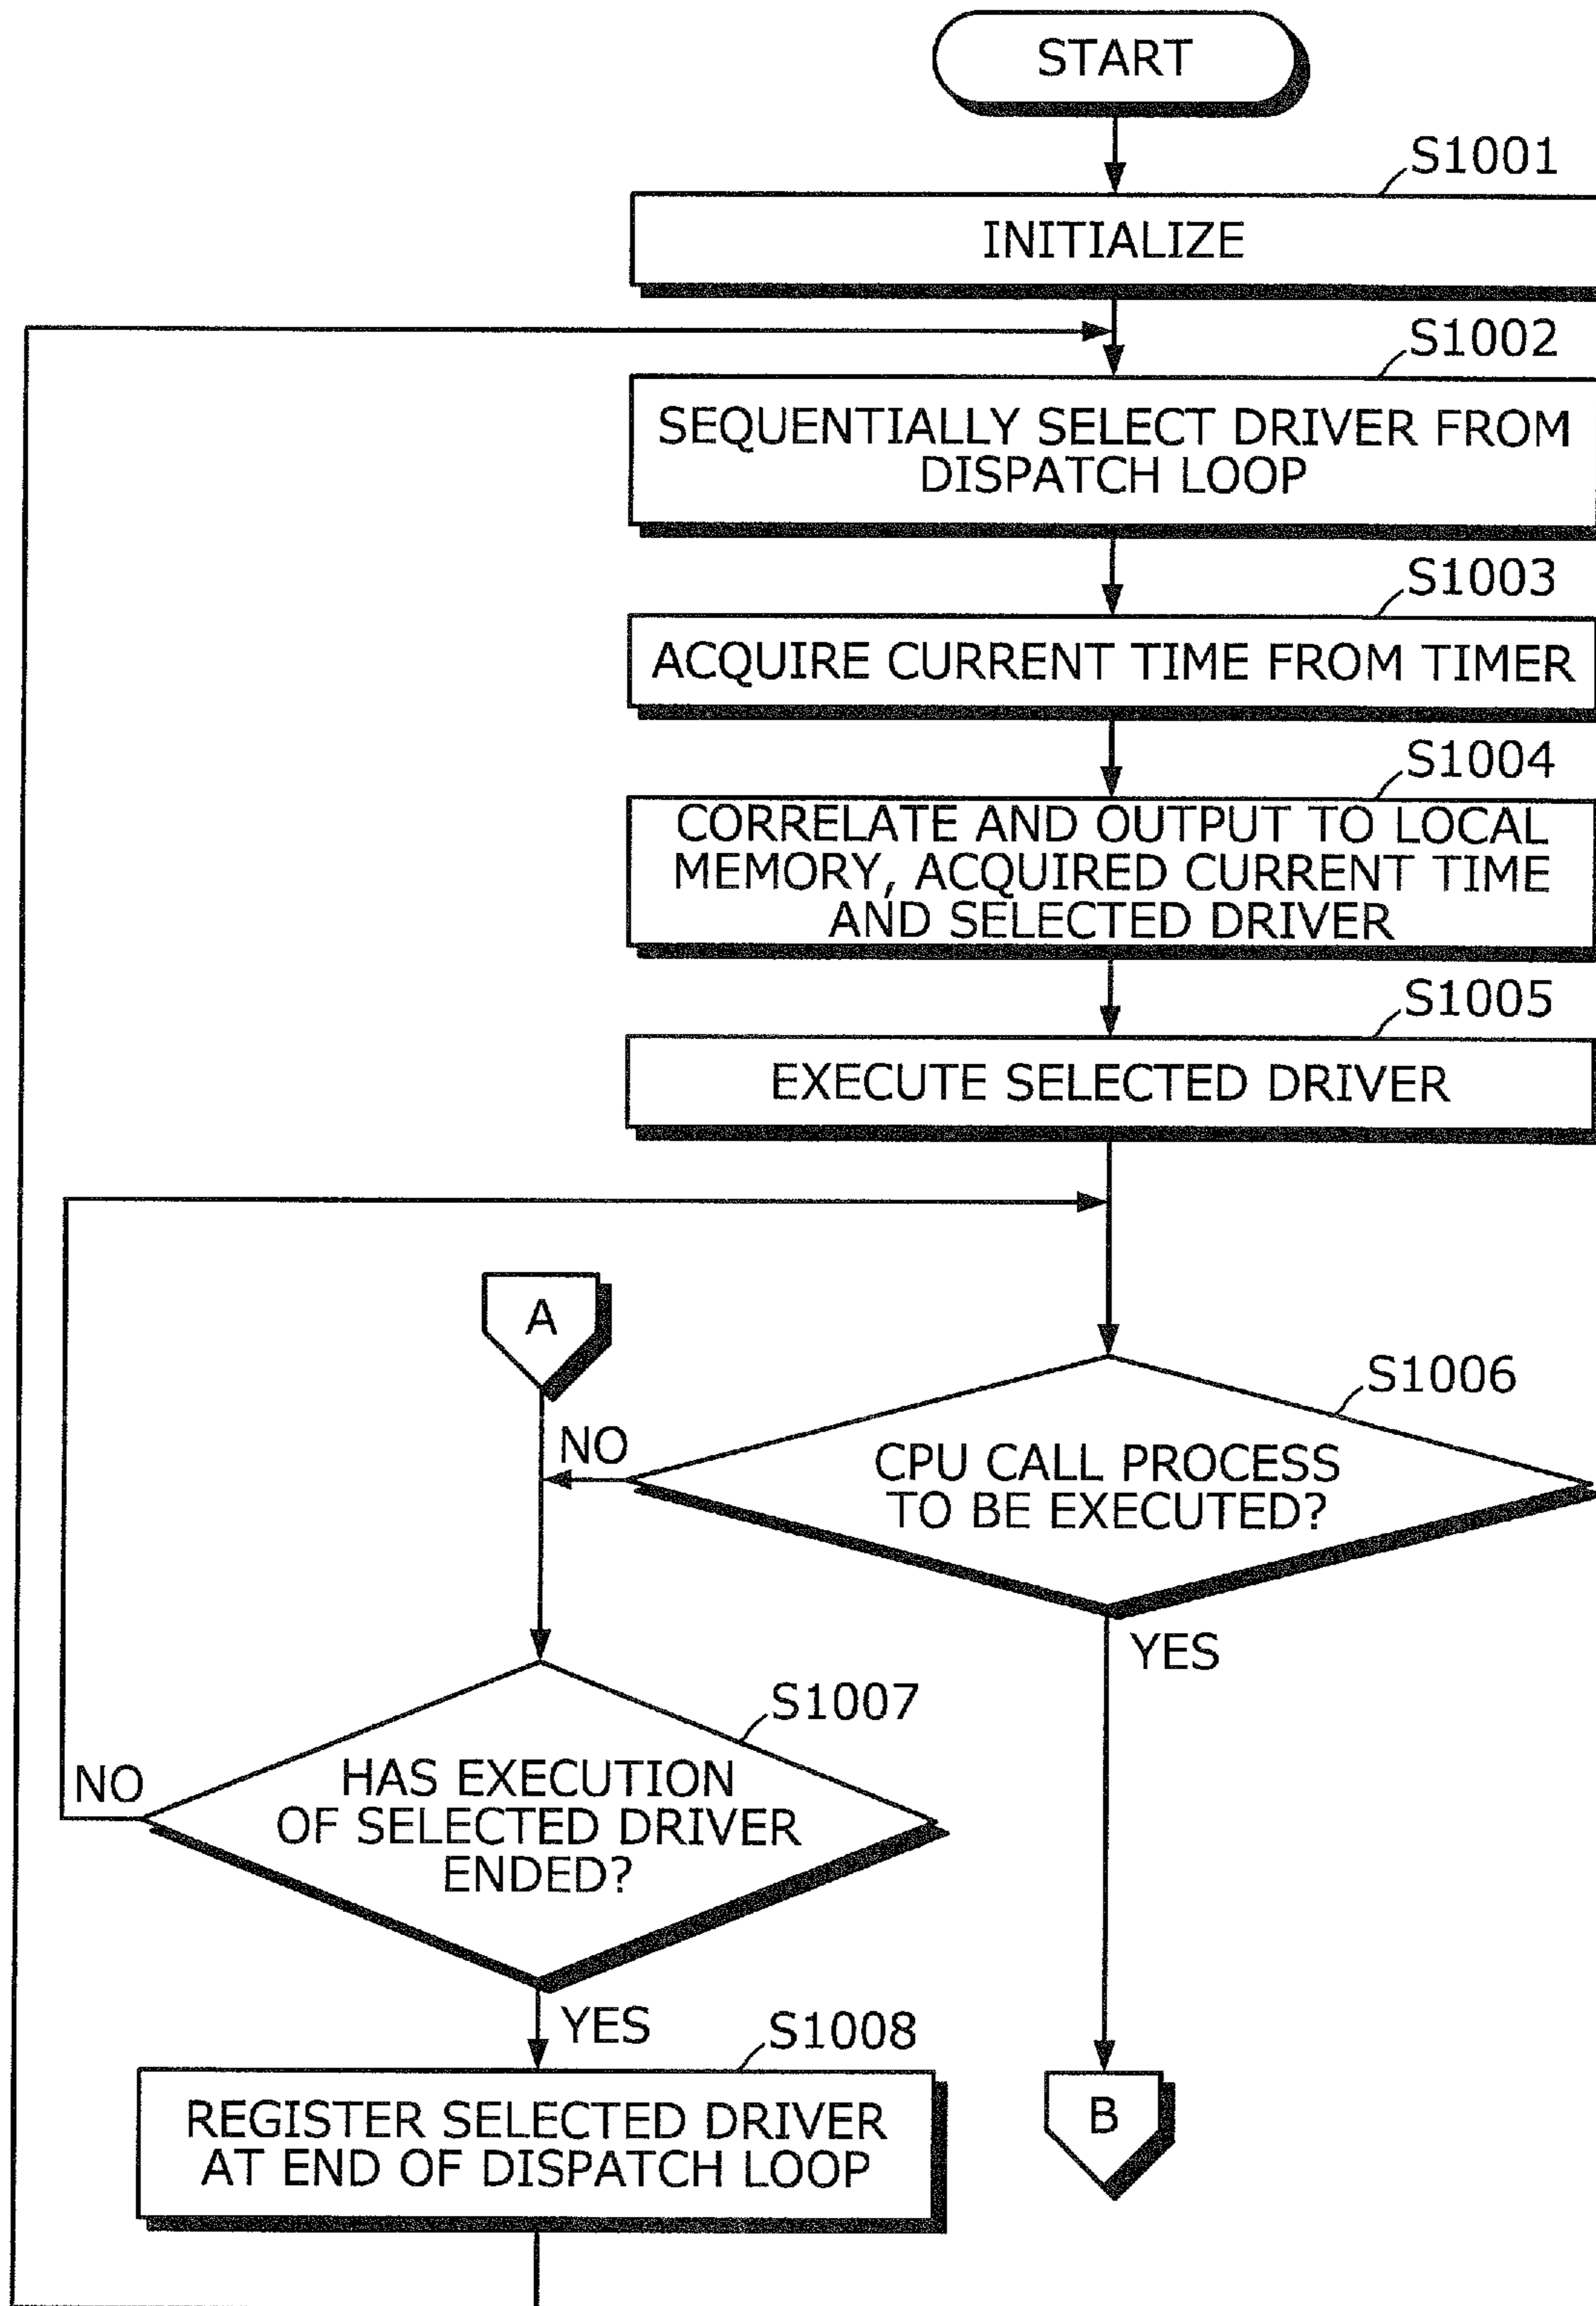 START
S1001
INITIALIZE
S1002
SEQUENTIALLY SELECT DRIVER FROM
DISPATCH LOOP
S1003
ACQUIRE CURRENT TIME FROM TIMER
S1004
CORRELATE AND OUTPUT TO LOCAL
MEMORY, ACQUIRED CURRENT TIME
AND SELECTED DRIVER
S1005
EXECUTE SELECTED DRIVER
A
S1006
NO
CPU CALL PROCESS
TO BE EXECUTED?
YES
S1007
NO
HAS EXECUTION
OF SELECTED DRIVER
ENDED?
YES
S1008
REGISTER SELECTED DRIVER
AT END OF DISPATCH LOOP
B